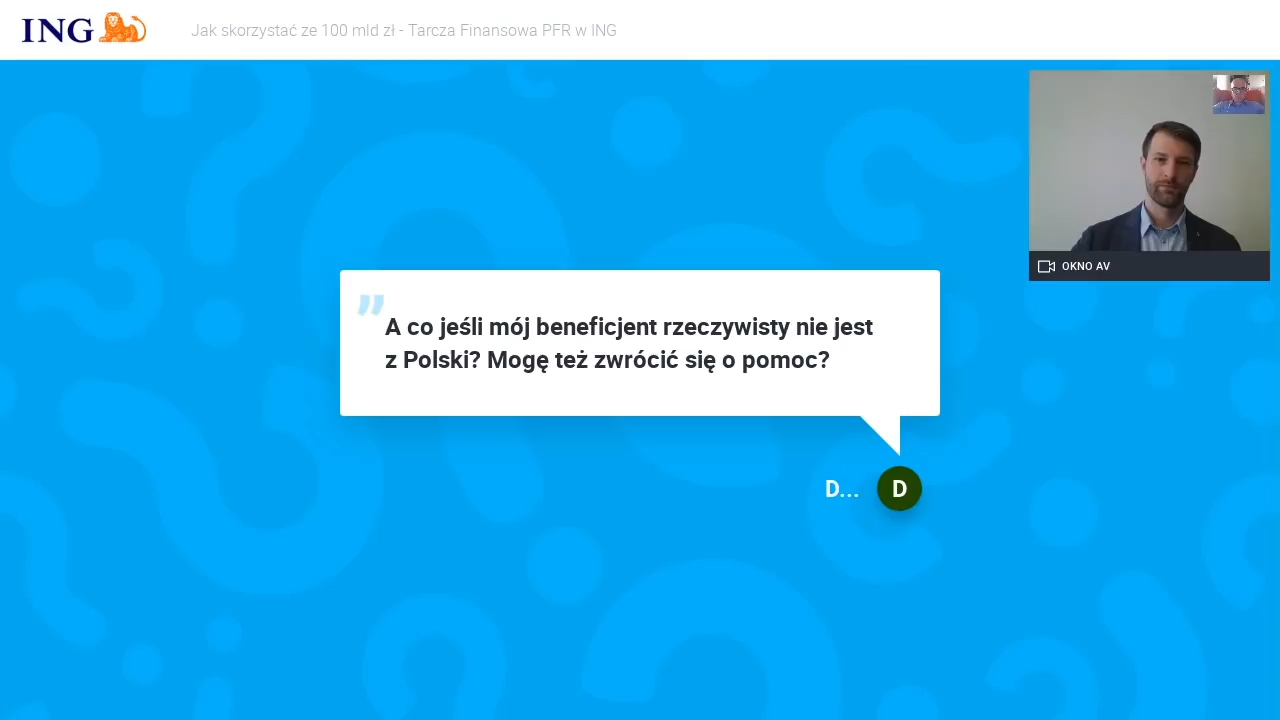 ING
Jak skorzystać ze 100 mld zł - Tarcza Finansowa PFR w ING
OKNO AV
A co jeśli mój beneficjent rzeczywisty nie jest
z Polski? Mogę też zwrócić się o pomoc?
D...
D